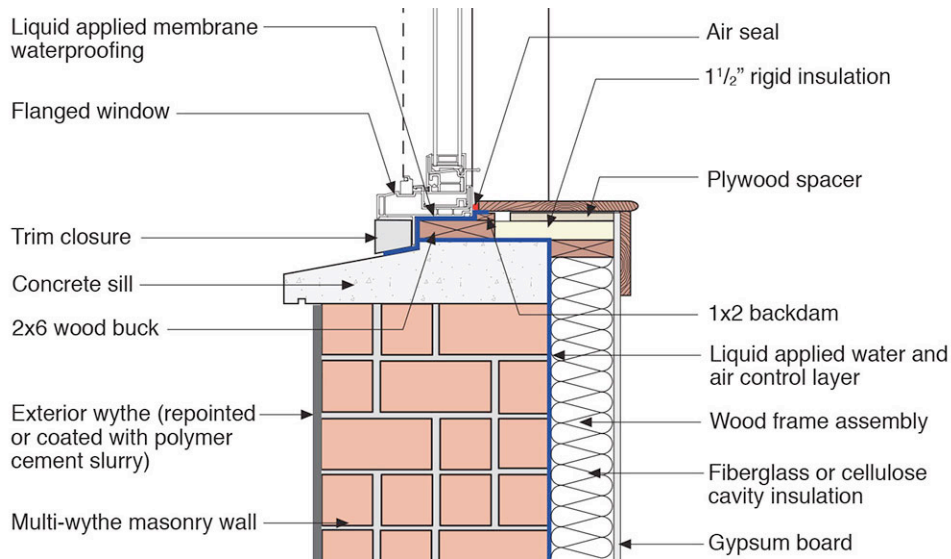 Liquid applied membrane
waterproofing
Flanged window
Trim closure
Concrete sill
2x6 wood buck
Exterior wythe (repointed
or coated with polymer
cement slurry)
Multi-wythe masonry wall
Air seal
1 1/2” rigid insulation
Plywood spacer
1x2 backdam
Liquid applied water and
air control layer
Wood frame assembly
Fiberglass or cellulose
cavity insulation
Gypsum board